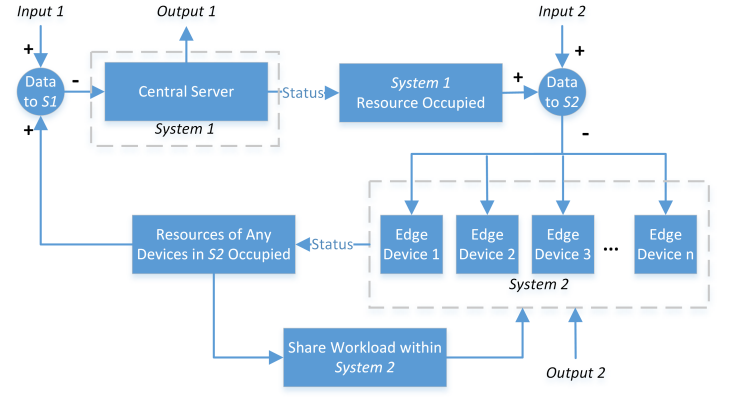 Input 1
Output 1
Input 2
+
+
Data
to S1
-
Central Server
System 1
Status
System 1
Resource Occupied
+
Data
to S2
+
-
Resources of Any
Devices in S2 Occupied
Status
Edge
Device 1
Edge
Device 2
Edge
Device 3
...
Edge
Device n
System 2
Share Workload within
System 2
Output 2